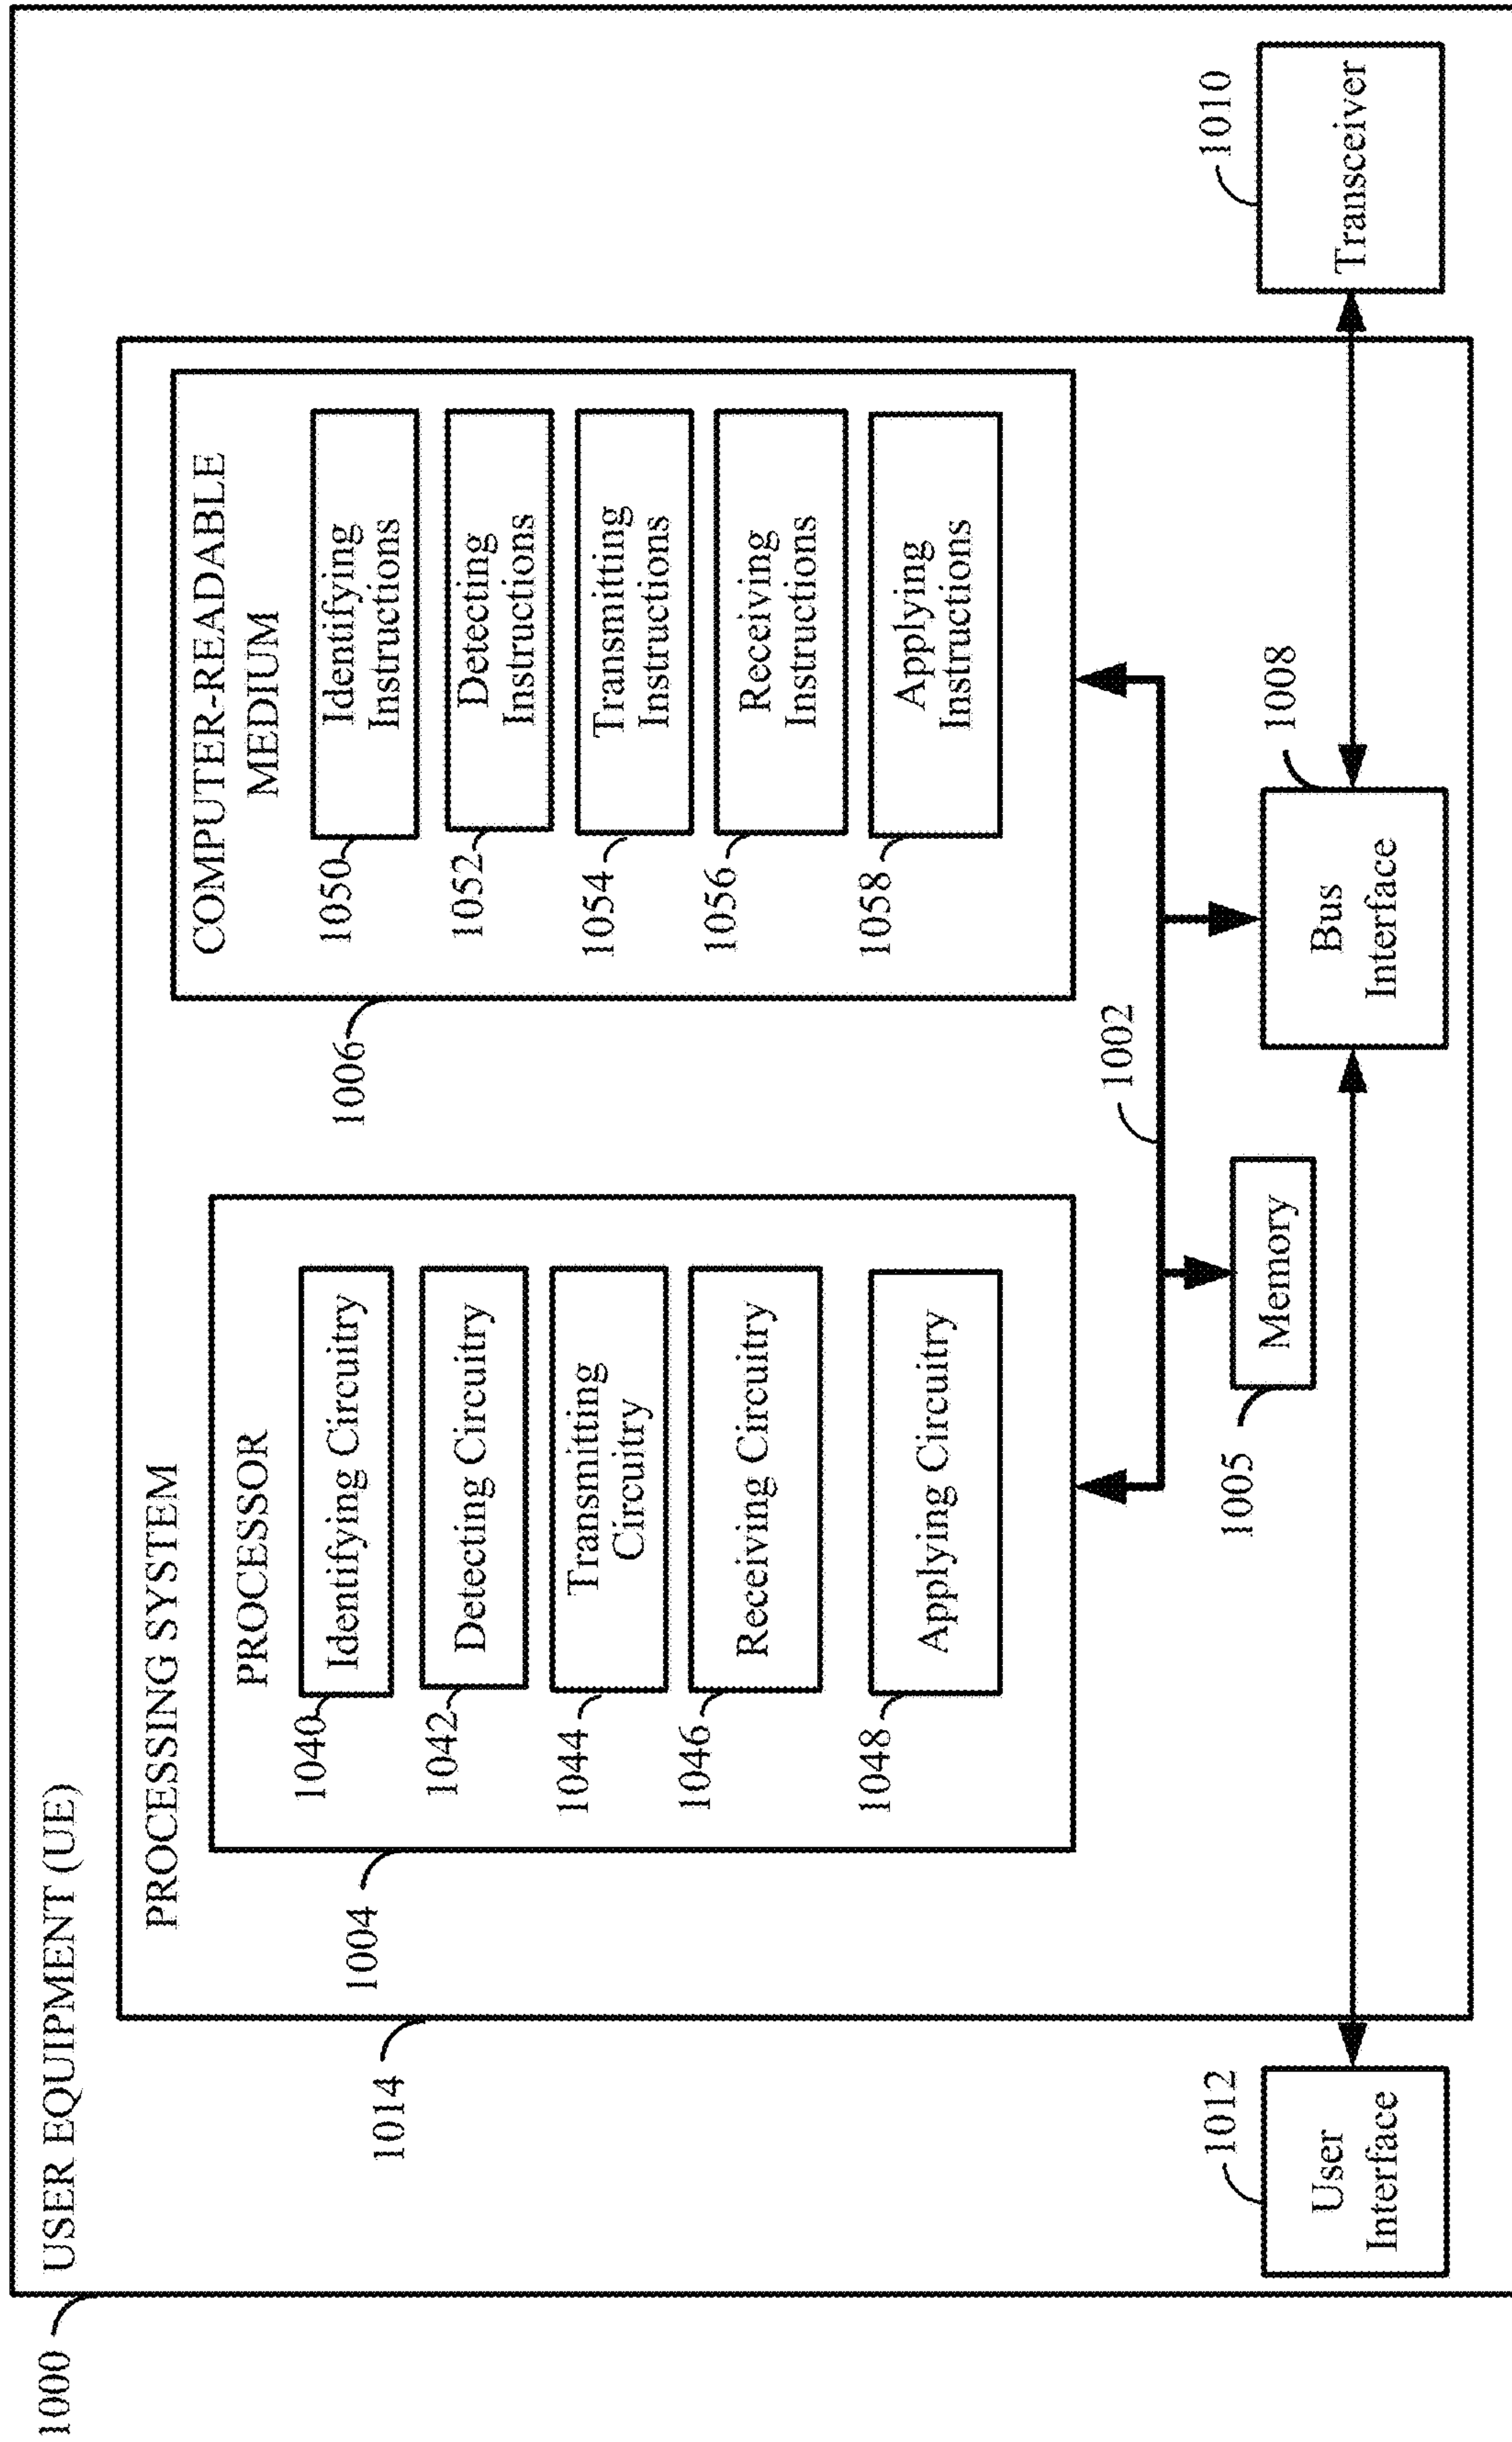 1000
USER EQUIPMENT (UE)
1014
PROCESSING SYSTEM
1004
PROCESSOR
1040
Identifying Circuitry
1042
Detecting Circuitry
1044
Transmitting
Circuitry
1046
Receiving Circuitry
1048
Applying Circuitry
1006
COMPUTER-READABLE
MEDIUM
1050
Identifying
Instructions
1052
Detecting
Instructions
1054
Transmitting
Instructions
1056
Receiving
Instructions
1058
Applying
Instructions
1002
1005
Memory
1012
User
Interface
1008
Bus
Interface
1010
Transceiver